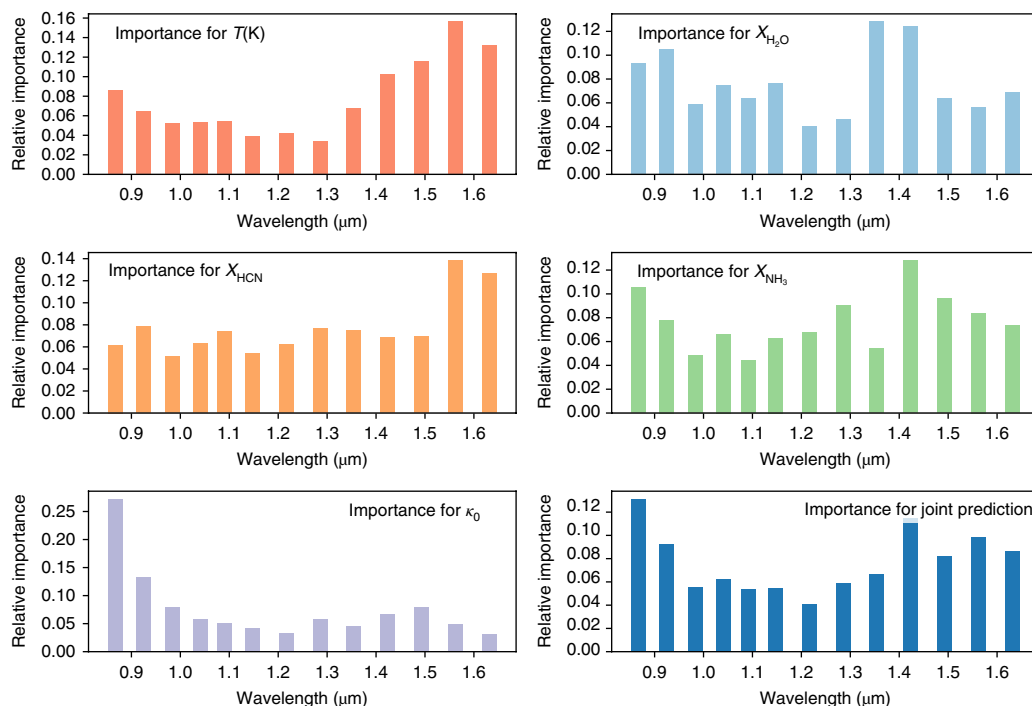 Importance for T(K)
Relative importance
0.16
0.14
0.12
0.10
0.08
0.06
0.04
0.02
0.00
0.9 1.0 1.1 1.2 1.3 1.4 1.5 1.6
Wavelength (μm)
Importance for X_H₂O
Relative importance
0.12
0.10
0.08
0.06
0.04
0.02
0.00
0.9 1.0 1.1 1.2 1.3 1.4 1.5 1.6
Wavelength (μm)
Importance for X_HCN
Relative importance
0.14
0.12
0.10
0.08
0.06
0.04
0.02
0.00
0.9 1.0 1.1 1.2 1.3 1.4 1.5 1.6
Wavelength (μm)
Importance for X_NH₃
Relative importance
0.12
0.10
0.08
0.06
0.04
0.02
0.00
0.9 1.0 1.1 1.2 1.3 1.4 1.5 1.6
Wavelength (μm)
Importance for κ₀
Relative importance
0.25
0.20
0.15
0.10
0.05
0.00
0.9 1.0 1.1 1.2 1.3 1.4 1.5 1.6
Wavelength (μm)
Importance for joint prediction
Relative importance
0.12
0.10
0.08
0.06
0.04
0.02
0.00
0.9 1.0 1.1 1.2 1.3 1.4 1.5 1.6
Wavelength (μm)